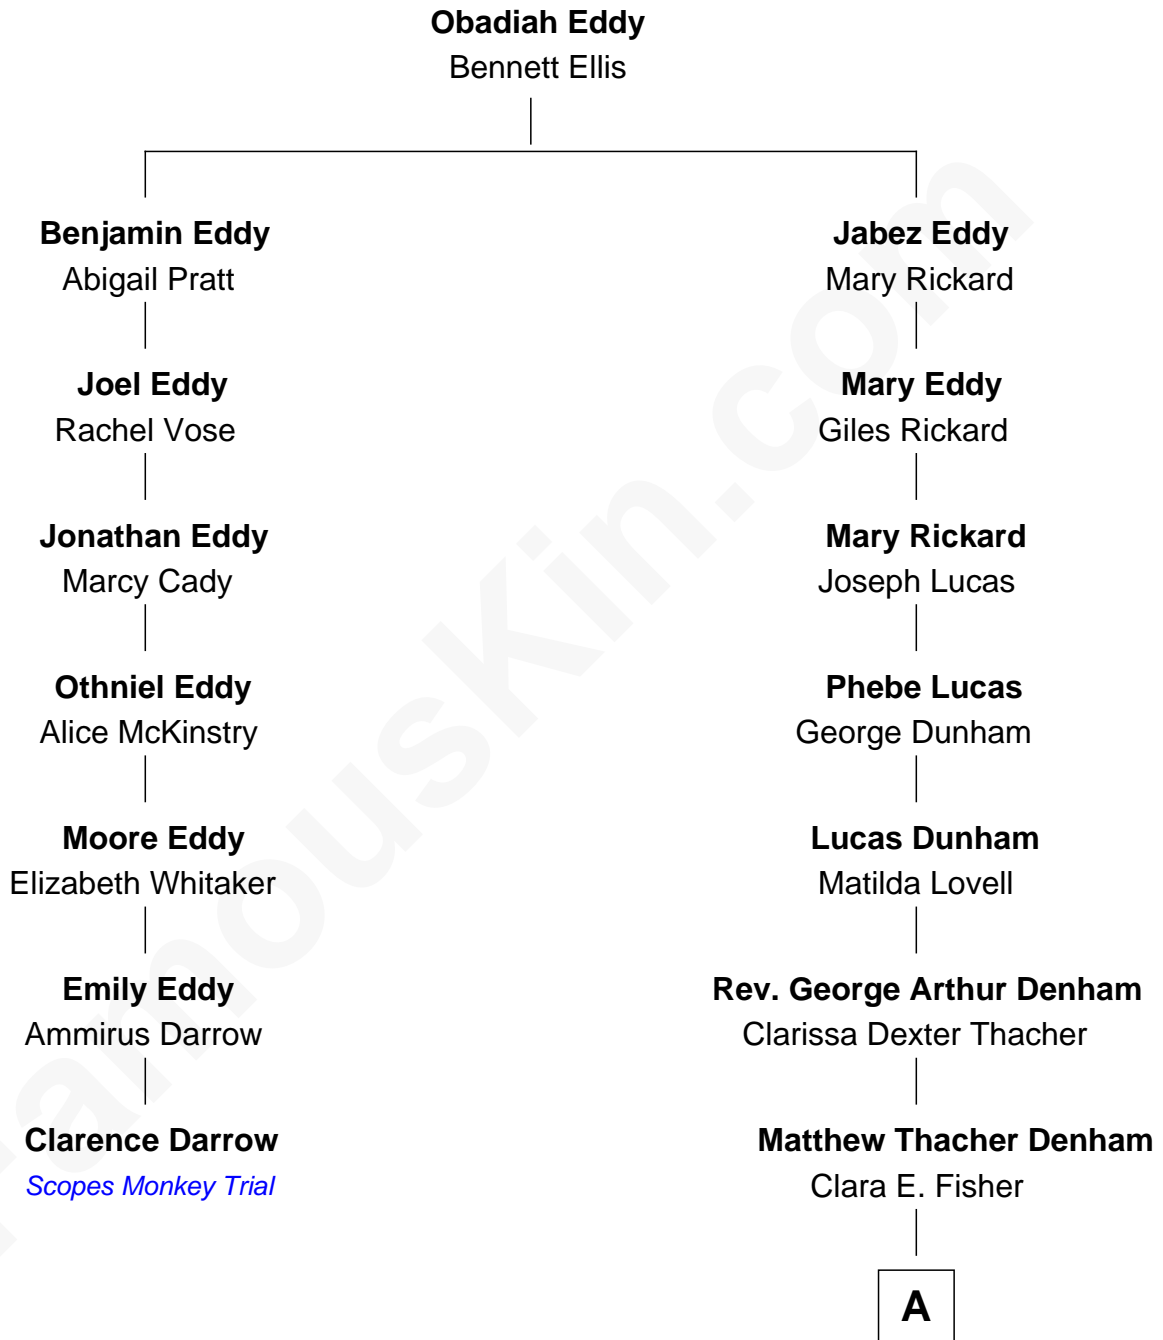 Obadiah Eddy
Bennett Ellis
Benjamin Eddy
Abigail Pratt
Jabez Eddy
Mary Rickard
Joel Eddy
Rachel Vose
Mary Eddy
Giles Rickard
Jonathan Eddy
Marcy Cady
Mary Rickard
Joseph Lucas
Othniel Eddy
Alice McKinstry
Phebe Lucas
George Dunham
Moore Eddy
Elizabeth Whitaker
Lucas Dunham
Matilda Lovell
Emily Eddy
Ammirus Darrow
Rev. George Arthur Denham
Clarissa Dexter Thacher
Clarence Darrow
Scopes Monkey Trial
Matthew Thacher Denham
Clara E. Fisher
A
FamousKin.com